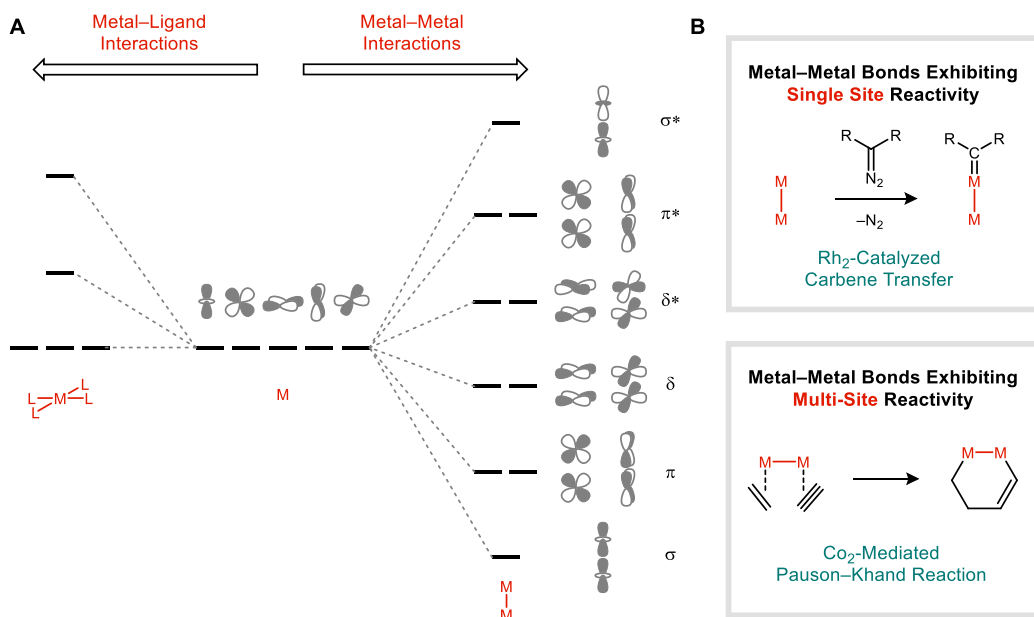 A
Metal–Ligand
Interactions
Metal–Metal
Interactions
σ*
π*
δ*
δ
π
σ
L
L M L
L
M
M
M
B
Metal–Metal Bonds Exhibiting
Single Site Reactivity
R R
N2
M
M
–N2
R R
C
M
M
Rh2-Catalyzed
Carbene Transfer
Metal–Metal Bonds Exhibiting
Multi-Site Reactivity
M M
M M
Co2-Mediated
Pauson–Khand Reaction